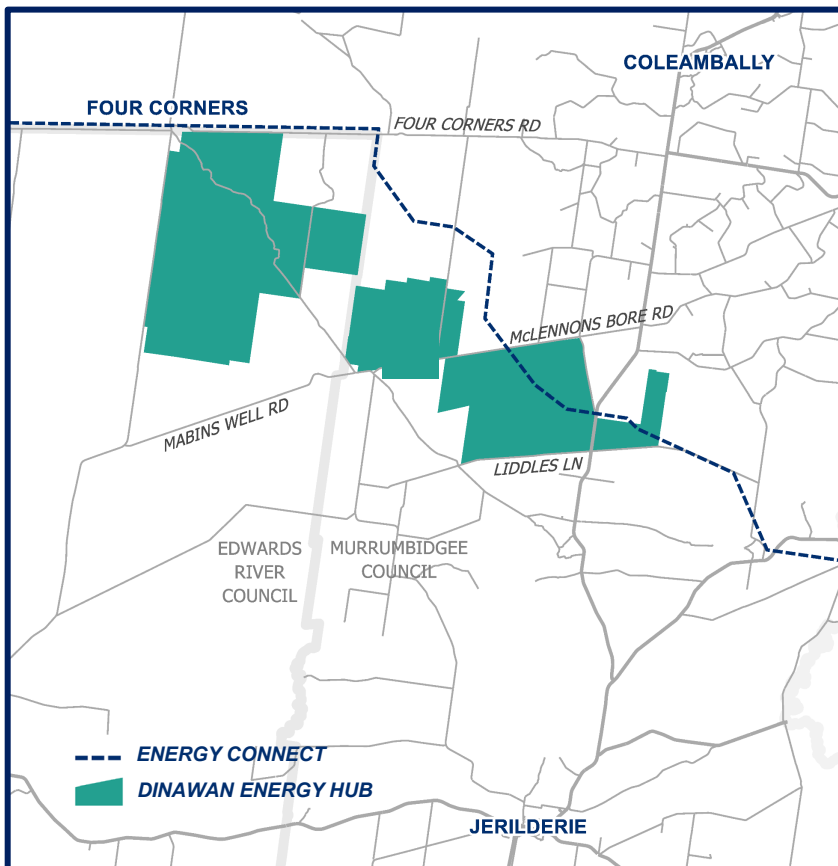 COLEAMBALLY
FOUR CORNERS
FOUR CORNERS RD
McLENNONS BORE RD
MABINS WELL RD
LIDDLES LN
EDWARDS
RIVER
COUNCIL
MURRUMBIDGEE
COUNCIL
ENERGY CONNECT
DINAWAN ENERGY HUB
JERILDERIE